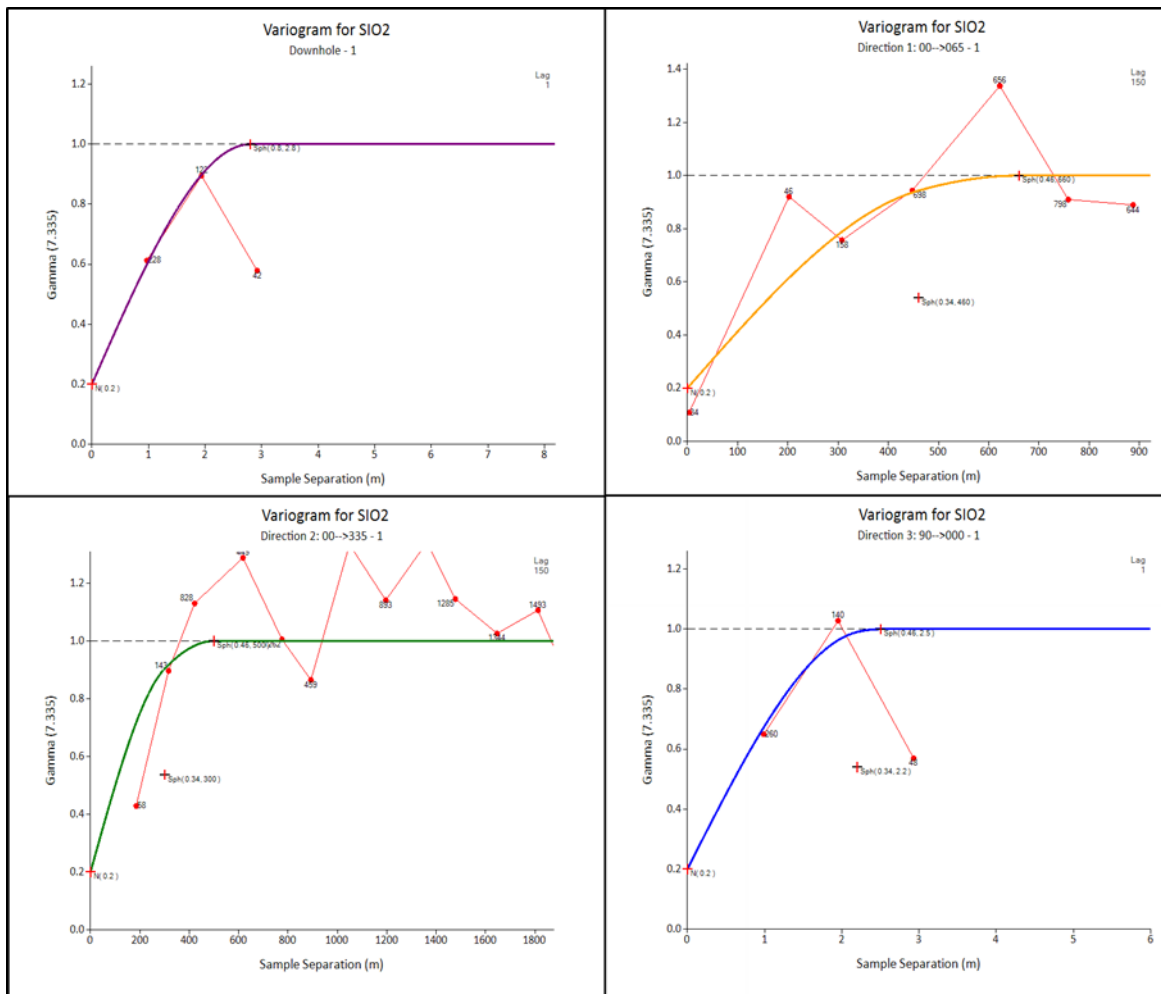 Variogram for SIO2
Downhole - 1
Lag
1
1.2
1.0
0.8
0.6
0.4
0.2
0.0
Gamma (7.335)
Sph(0.8, 2.8)
122
228
42
N(0.2)
0 1 2 3 4 5 6 7 8
Sample Separation (m)
Variogram for SIO2
Direction 1: 00-->065 - 1
Lag
150
1.4
1.2
1.0
0.8
0.6
0.4
0.2
0.0
Gamma (7.335)
656
Sph(0.46, 660)
46
698
798
644
158
Sph(0.34, 460)
N(0.2)
0 100 200 300 400 500 600 700 800 900
Sample Separation (m)
Variogram for SIO2
Direction 2: 00-->335 - 1
Lag
150
1.2
1.0
0.8
0.6
0.4
0.2
0.0
Gamma (7.335)
828
893
1285
1493
Sph(0.46, 500)
459
Sph(0.34, 300)
N(0.2)
0 200 400 600 800 1000 1200 1400 1600 1800
Sample Separation (m)
Variogram for SIO2
Direction 3: 90-->000 - 1
Lag
1
1.2
1.0
0.8
0.6
0.4
0.2
0.0
Gamma (7.335)
140
Sph(0.46, 2.5)
260
48
Sph(0.34, 2.2)
N(0.2)
0 1 2 3 4 5 6
Sample Separation (m)